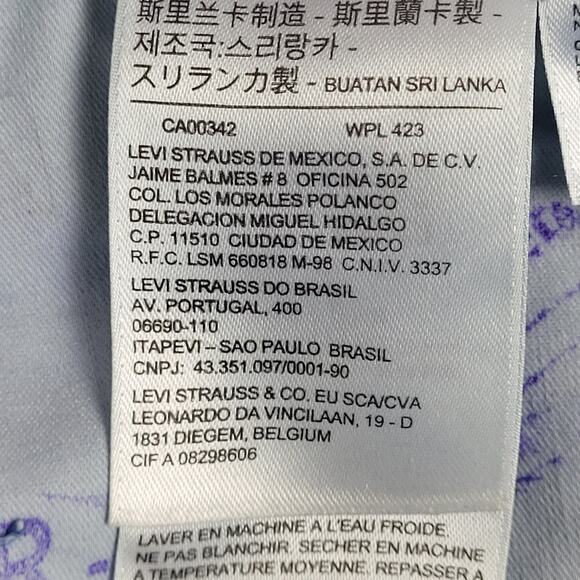 斯里兰卡制造 - 斯里蘭卡製 -
제조국:스리랑카 -
スリランカ製 - BUATAN SRI LANKA
CA00342 WPL 423
LEVI STRAUSS DE MEXICO, S.A. DE C.V.
JAIME BALMES # 8 OFICINA 502
COL. LOS MORALES POLANCO
DELEGACION MIGUEL HIDALGO
C.P. 11510 CIUDAD DE MEXICO
R.F.C. LSM 660818 M-98 C.N.I.V. 3337
LEVI STRAUSS DO BRASIL
AV. PORTUGAL, 400
06690-110
ITAPEVI – SAO PAULO BRASIL
CNPJ: 43.351.097/0001-90
LEVI STRAUSS & CO. EU SCA/CVA
LEONARDO DA VINCILAAN, 19 - D
1831 DIEGEM, BELGIUM
CIF A 08298606
LAVER EN MACHINE A L'EAU FROIDE.
NE PAS BLANCHIR. SECHER EN MACHINE
A TEMPERATURE MOYENNE. REPASSER A